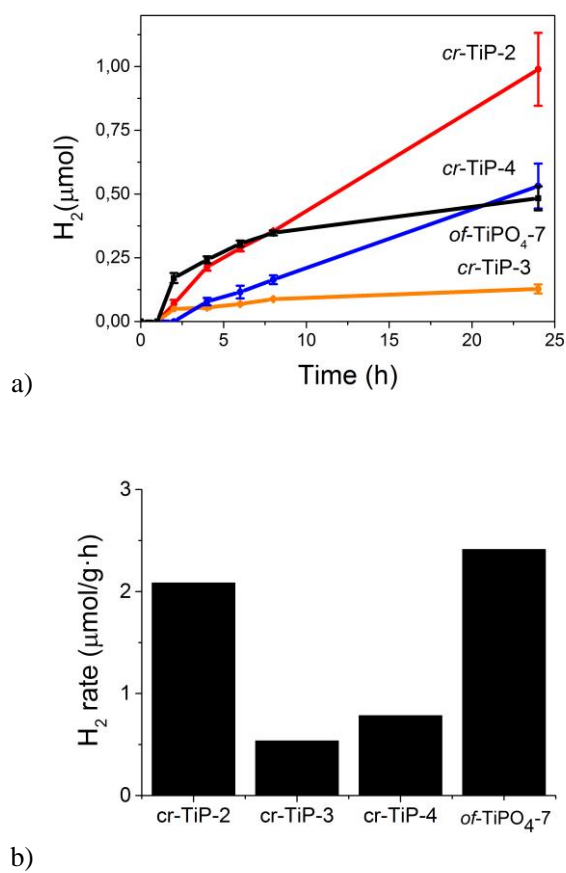 cr-TiP-2
1,00
0,75
cr-TiP-4
0,50
of-TiPO4-7
0,25
cr-TiP-3
0,00
H2(μmol)
0 5 10 15 20 25
Time (h)
a)
3
2
1
0
H2 rate (μmol/g·h)
cr-TiP-2 cr-TiP-3 cr-TiP-4 of-TiPO4-7
b)